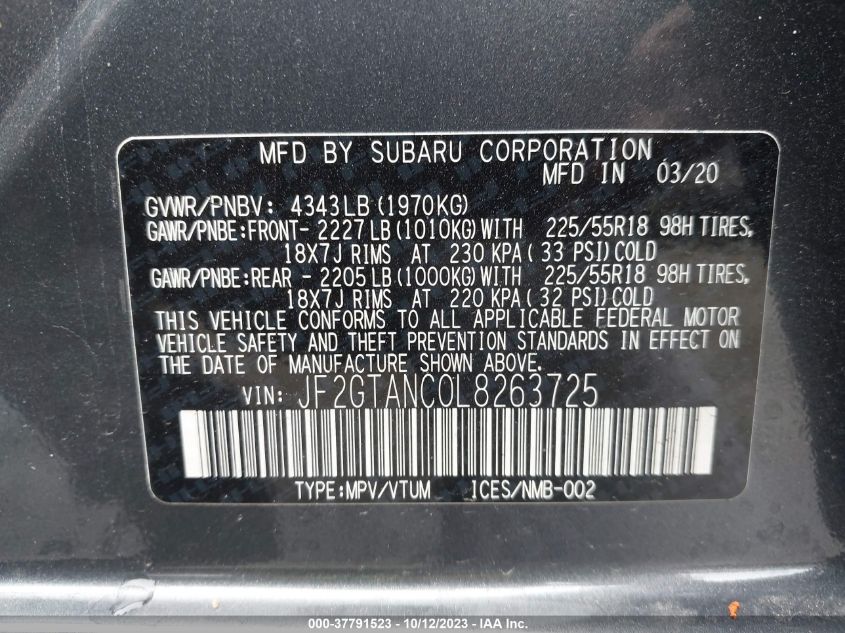 MFD BY SUBARU CORPORATION
MFD IN 03/20
GVWR/PNBV: 4343LB (1970KG)
GAWR/PNBE:FRONT- 2227 LB (1010KG) WITH 225/55R18 98H TIRES,
18X7J RIMS AT 230 KPA ( 33 PSI) COLD
GAWR/PNBE:REAR - 2205 LB (1000KG) WITH 225/55R18 98H TIRES,
18X7J RIMS AT 220 KPA ( 32 PSI) COLD
THIS VEHICLE CONFORMS TO ALL APPLICABLE FEDERAL MOTOR
VEHICLE SAFETY AND THEFT PREVENTION STANDARDS IN EFFECT ON
THE DATE OF MANUFACTURE SHOWN ABOVE.
VIN: JF2GTANC0L8263725
TYPE:MPV/VTUM ICES/NMB-002
000-37791523 - 10/12/2023 - IAA Inc.